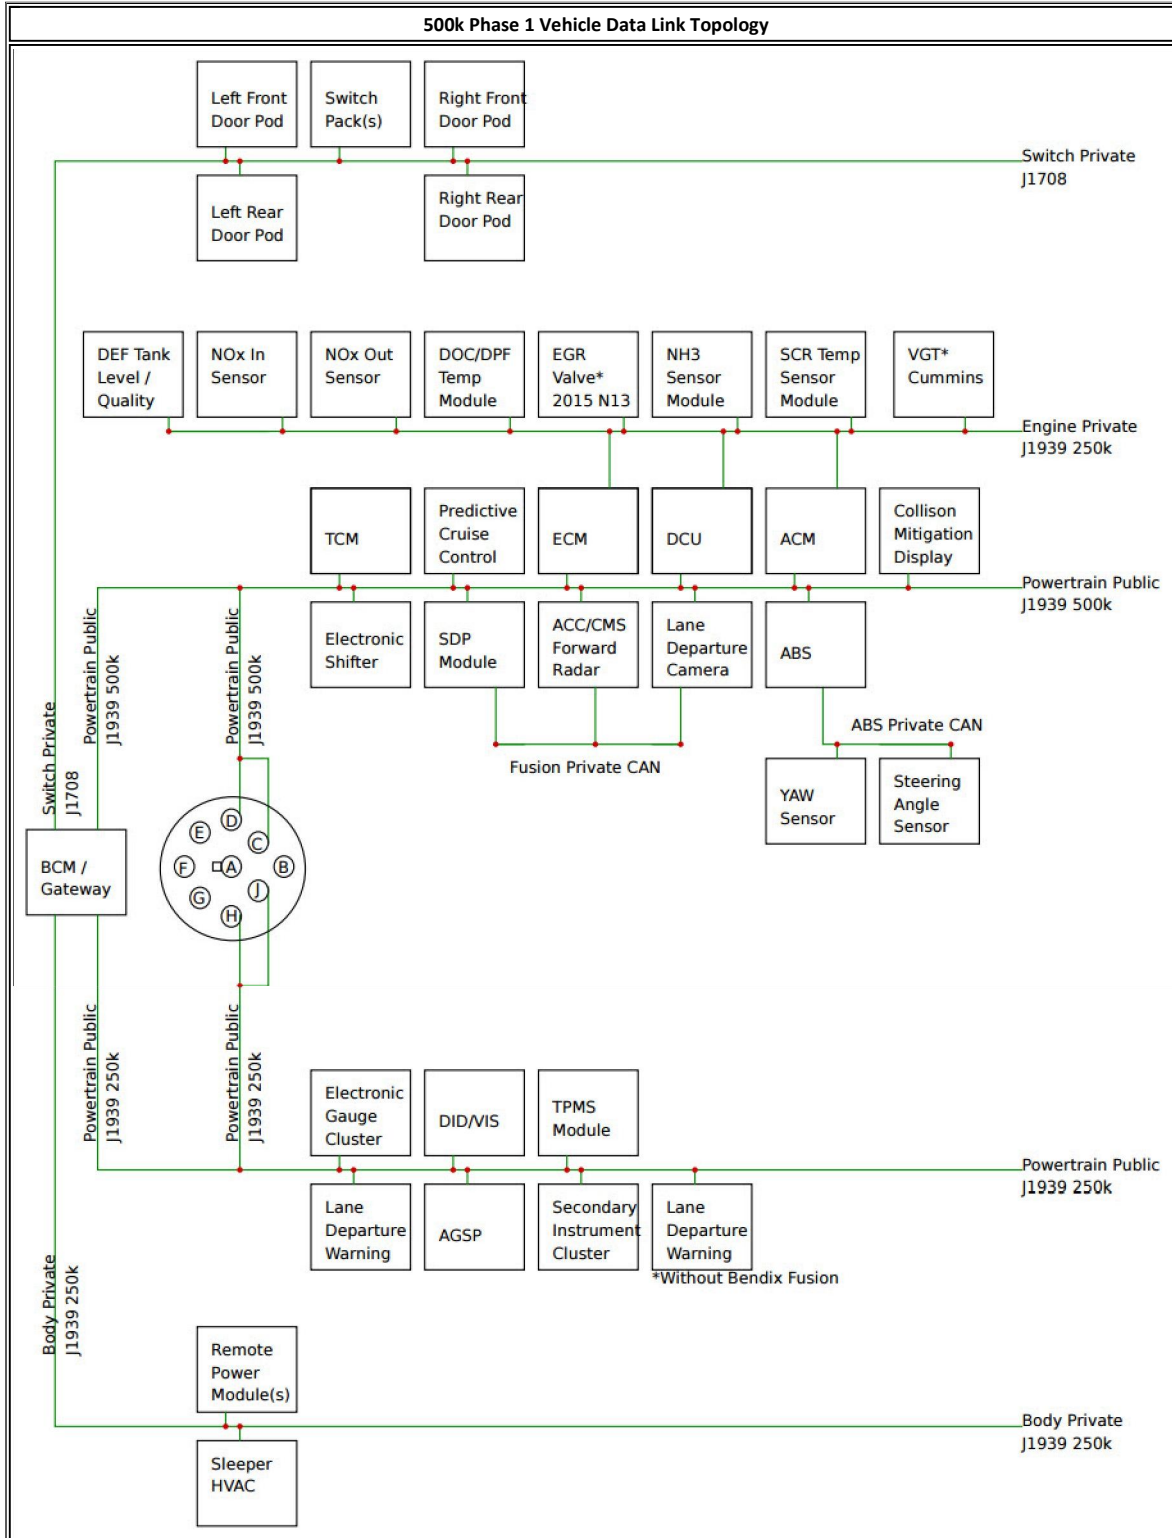 500k Phase 1 Vehicle Data Link Topology
Left Front
Door Pod
Switch
Pack(s)
Right Front
Door Pod
Switch Private
J1708
Left Rear
Door Pod
Right Rear
Door Pod
DEF Tank
Level /
Quality
NOx In
Sensor
NOx Out
Sensor
DOC/DPF
Temp
Module
EGR
Valve*
2015 N13
NH3
Sensor
Module
SCR Temp
Sensor
Module
VGT*
Cummins
Engine Private
J1939 250k
TCM
Predictive
Cruise
Control
ECM
DCU
ACM
Collison
Mitigation
Display
Powertrain Public
J1939 500k
Electronic
Shifter
SDP
Module
ACC/CMS
Forward
Radar
Lane
Departure
Camera
ABS
Switch Private
J1708
Powertrain Public
J1939 500k
Powertrain Public
J1939 500k
Fusion Private CAN
ABS Private CAN
YAW
Sensor
Steering
Angle
Sensor
BCM /
Gateway
D
E
C
F
A
B
G
J
H
Powertrain Public
J1939 250k
Powertrain Public
J1939 250k
Electronic
Gauge
Cluster
DID/VIS
TPMS
Module
Powertrain Public
J1939 250k
Lane
Departure
Warning
AGSP
Secondary
Instrument
Cluster
Lane
Departure
Warning
*Without Bendix Fusion
Body Private
J1939 250k
Remote
Power
Module(s)
Body Private
J1939 250k
Sleeper
HVAC